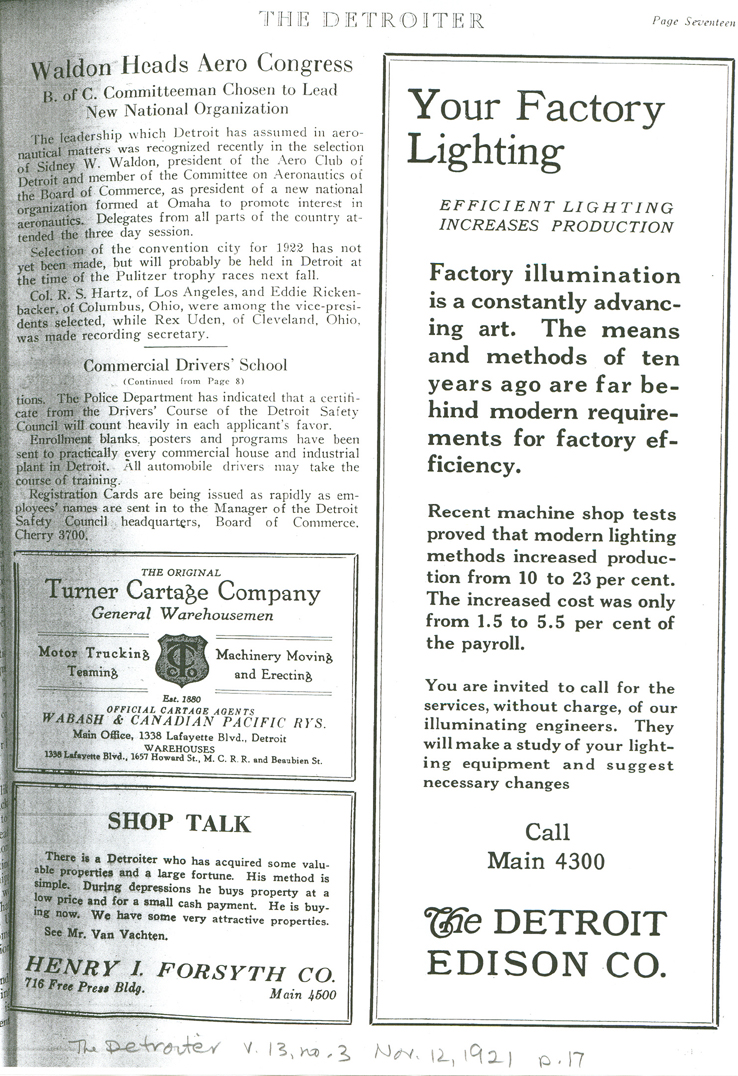 THE DETROITER
Page Seventeen
Waldon Heads Aero Congress
B. of C. Committeeman Chosen to Lead
New National Organization
The leadership which Detroit has assumed in aero-
nautical matters was recognized recently in the selection
of Sidney W. Waldon, president of the Aero Club of
Detroit and member of the Committee on Aeronautics of
the Board of Commerce, as president of a new national
organization formed at Omaha to promote interest in
aeronautics. Delegates from all parts of the country at-
tended the three day session.
Selection of the convention city for 1922 has not
yet been made, but will probably be held in Detroit at
the time of the Pulitzer trophy races next fall.
Col. R. S. Hartz, of Los Angeles, and Eddie Ricken-
backer, of Columbus, Ohio, were among the vice-presi-
dents selected, while Rex Uden, of Cleveland, Ohio,
was made recording secretary.
Commercial Drivers' School
(Continued from Page 8)
tions. The Police Department has indicated that a certifi-
cate from the Drivers' Course of the Detroit Safety
Council will count heavily in each applicant's favor.
Enrollment blanks, posters and programs have been
sent to practically every commercial house and industrial
plant in Detroit. All automobile drivers may take the
course of training.
Registration Cards are being issued as rapidly as em-
ployees' names are sent in to the Manager of the Detroit
Safety Council headquarters, Board of Commerce,
Cherry 3700.
THE ORIGINAL
Turner Cartage Company
General Warehousemen
Motor Trucking
Teaming
TC
CO
Machinery Moving
and Erecting
Est. 1880
OFFICIAL CARTAGE AGENTS
WABASH & CANADIAN PACIFIC RYS.
Main Office, 1338 Lafayette Blvd., Detroit
WAREHOUSES
1338 Lafayette Blvd., 1657 Howard St., M. C. R. R. and Beaubien St.
SHOP TALK
There is a Detroiter who has acquired some valu-
able properties and a large fortune. His method is
simple. During depressions he buys property at a
low price and for a small cash payment. He is buy-
ing now. We have some very attractive properties.
See Mr. Van Vachten.
HENRY I. FORSYTH CO.
716 Free Press Bldg.
Main 4500
Your Factory
Lighting
EFFICIENT LIGHTING
INCREASES PRODUCTION
Factory illumination
is a constantly advanc-
ing art. The means
and methods of ten
years ago are far be-
hind modern require-
ments for factory ef-
ficiency.
Recent machine shop tests
proved that modern lighting
methods increased produc-
tion from 10 to 23 per cent.
The increased cost was only
from 1.5 to 5.5 per cent of
the payroll.
You are invited to call for the
services, without charge, of our
illuminating engineers. They
will make a study of your light-
ing equipment and suggest
necessary changes
Call
Main 4300
The DETROIT
EDISON CO.
The Detroiter v. 13, no. 3 Nov. 12, 1921 p. 17